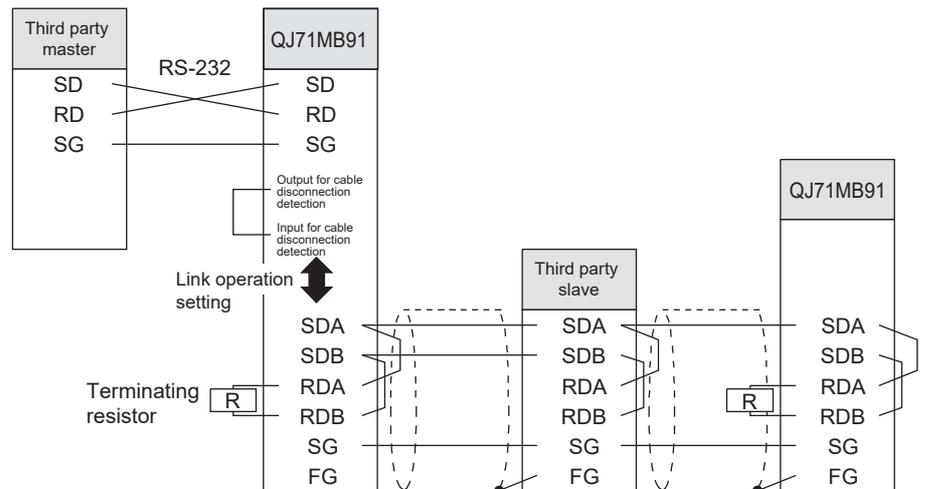 Third party
master
RS-232
QJ71MB91
SD
RD
SG
SD
RD
SG
Output for cable
disconnection
detection
Input for cable
disconnection
detection
Link operation
setting
Third party
slave
QJ71MB91
SDA
SDB
RDA
RDB
SG
FG
Terminating
resistor
R
SDA
SDB
RDA
RDB
SG
FG
R
SDA
SDB
RDA
RDB
SG
FG